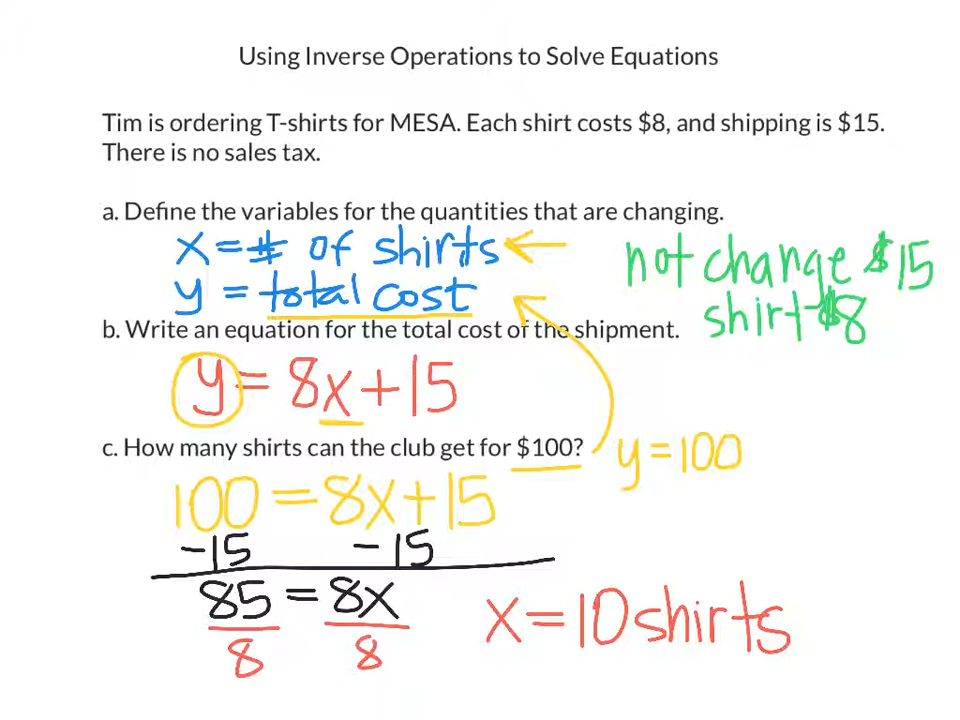 Using Inverse Operations to Solve Equations
Tim is ordering T-shirts for MESA. Each shirt costs $8, and shipping is $15.
There is no sales tax.
a. Define the variables for the quantities that are changing.
x = # of shirts
y = total cost
not change $15
shirt $8
b. Write an equation for the total cost of the shipment.
y = 8x + 15
c. How many shirts can the club get for $100?
y = 100
100 = 8x + 15
-15 -15
85 = 8x
8 8
x = 10 shirts